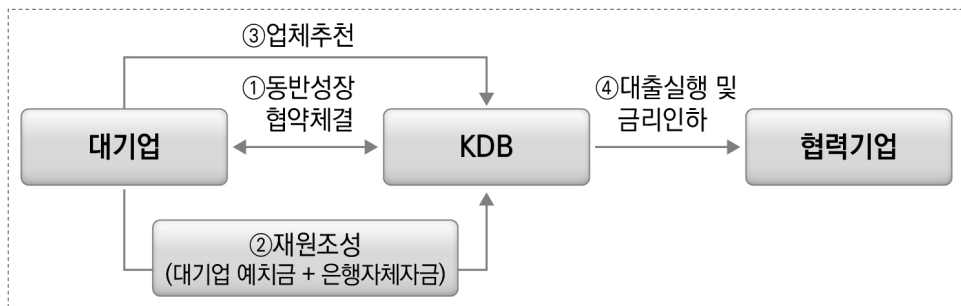 ③업체추천
①동반성장
협약체결
④대출실행 및
금리인하
대기업
KDB
협력기업
②재원조성
(대기업 예치금 + 은행자체자금)